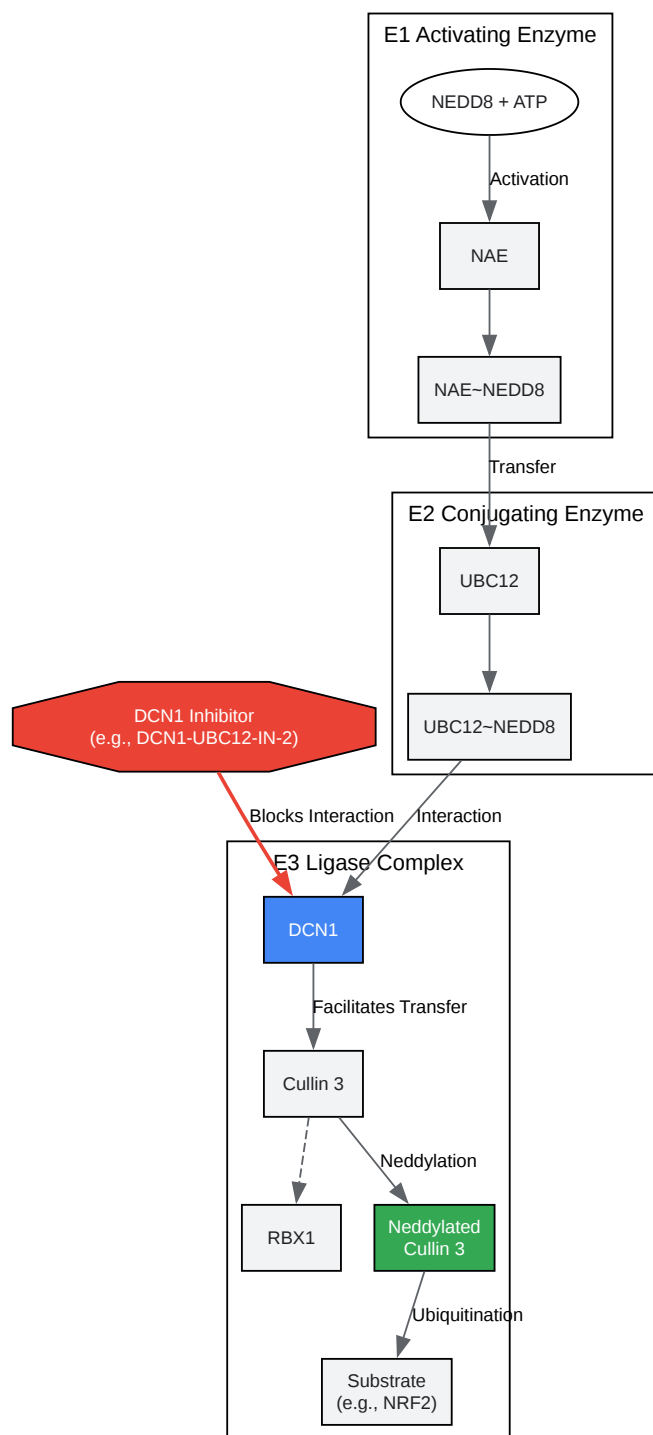 E1 Activating Enzyme
NEDD8 + ATP
Activation
NAE
NAE~NEDD8
Transfer
E2 Conjugating Enzyme
UBC12
UBC12~NEDD8
DCN1 Inhibitor
(e.g., DCN1-UBC12-IN-2)
Blocks Interaction
Interaction
E3 Ligase Complex
DCN1
Facilitates Transfer
Cullin 3
Neddylation
RBX1
Neddylated
Cullin 3
Ubiquitination
Substrate
(e.g., NRF2)